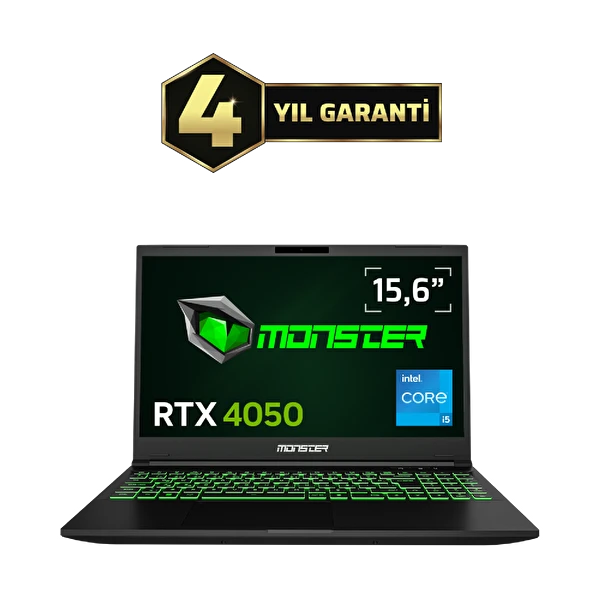 4
YIL GARANTİ
15,6”
MONSTER
intel.
CORE
i5
RTX 4050
MONSTER